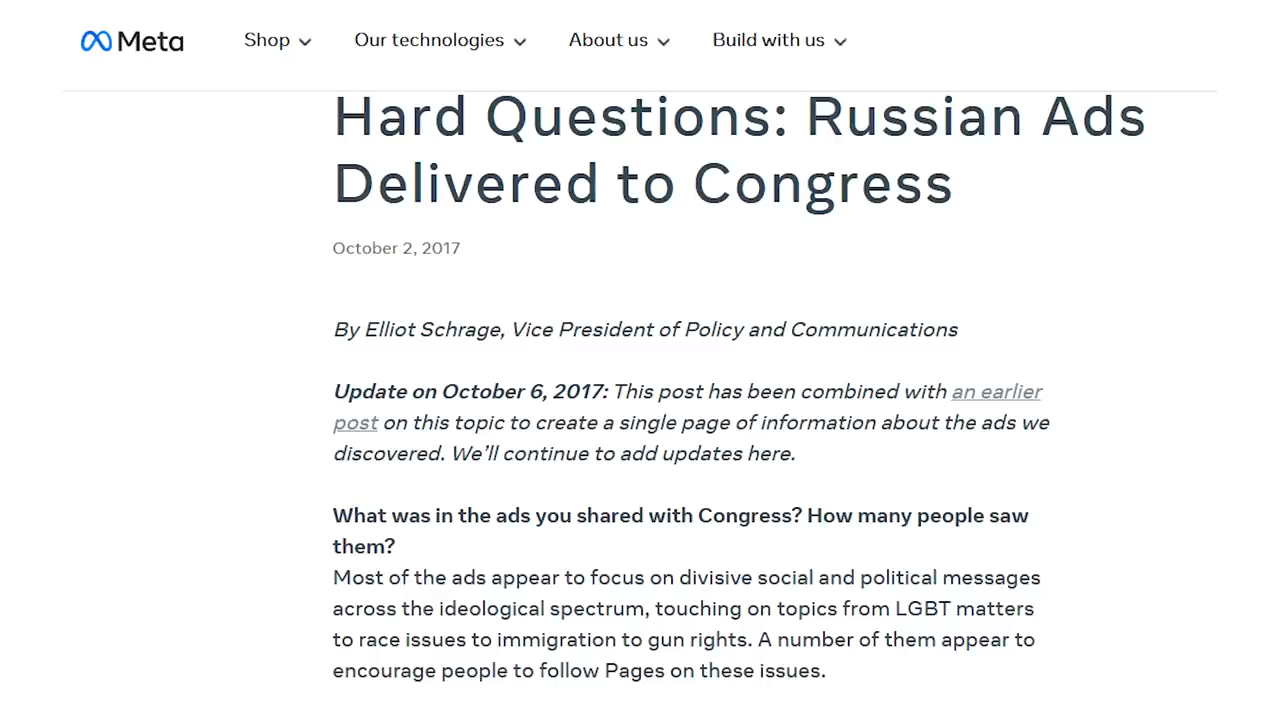 Meta
Shop
Our technologies
About us
Build with us
Hard Questions: Russian Ads
Delivered to Congress
October 2, 2017
By Elliot Schrage, Vice President of Policy and Communications
Update on October 6, 2017: This post has been combined with an earlier
post on this topic to create a single page of information about the ads we
discovered. We’ll continue to add updates here.
What was in the ads you shared with Congress? How many people saw
them?
Most of the ads appear to focus on divisive social and political messages
across the ideological spectrum, touching on topics from LGBT matters
to race issues to immigration to gun rights. A number of them appear to
encourage people to follow Pages on these issues.